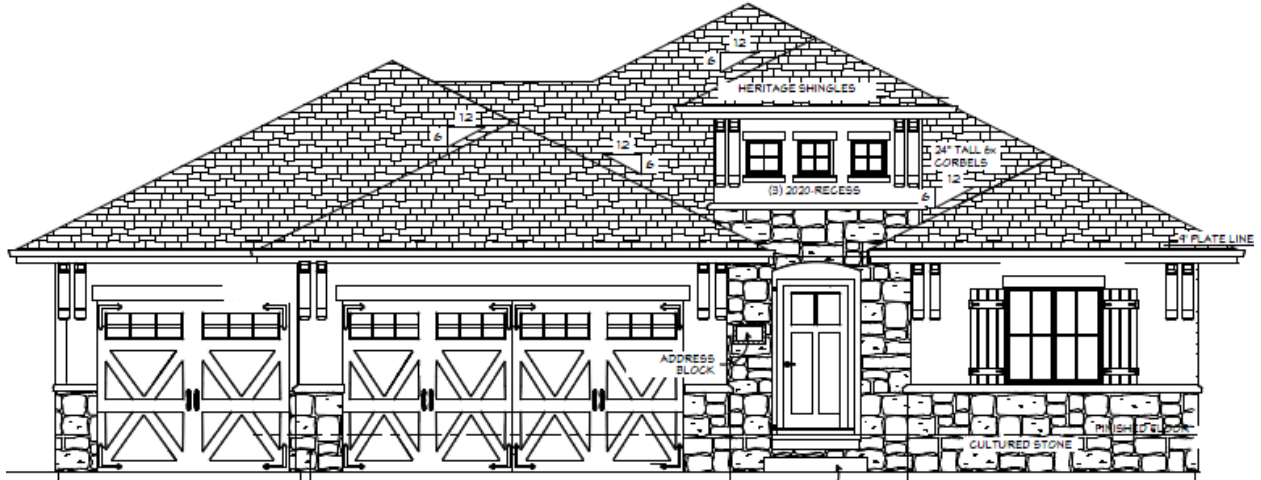 12
6
HERITAGE SHINGLES
12
6
12
6
24" TALL 6x
CORBELS
12
6
(3) 2020-RECESS
9' PLATE LINE
ADDRESS
BLOCK
FINISHED FLOOR
CULTURED STONE